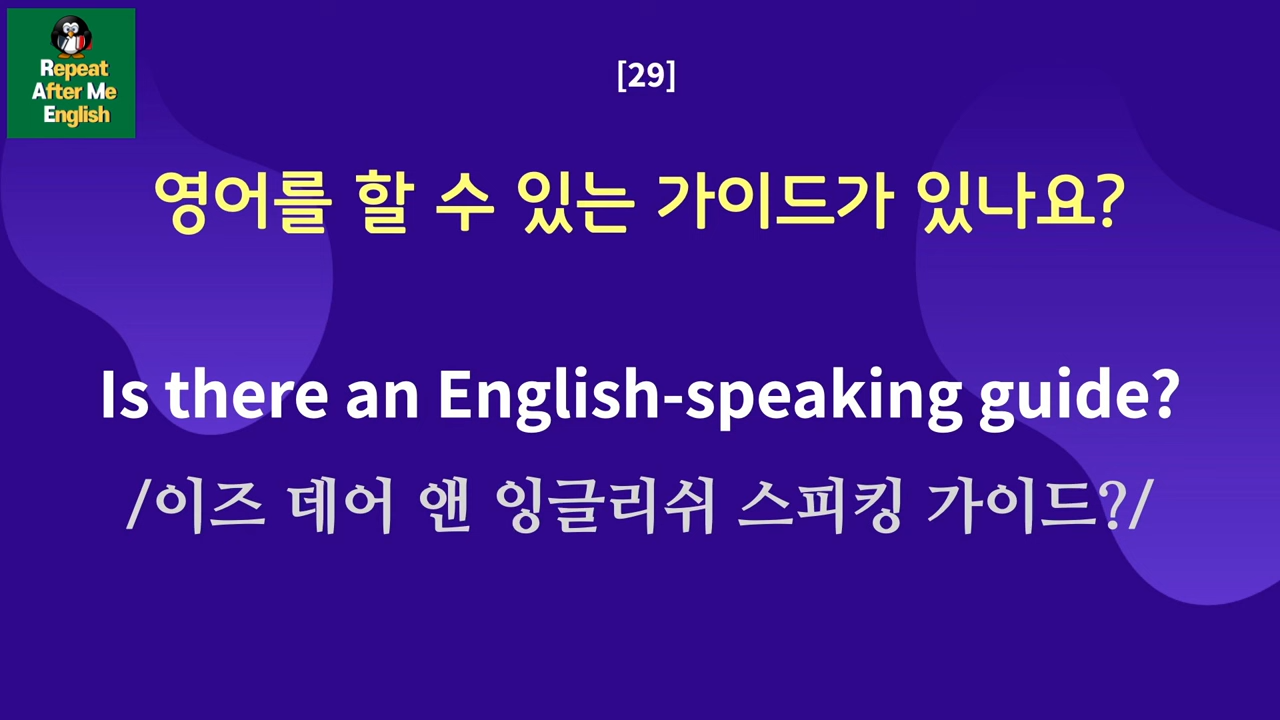 Repeat
After Me
English
[29]
영어를 할 수 있는 가이드가 있나요?
Is there an English-speaking guide?
/이즈 데어 앤 잉글리쉬 스피킹 가이드?/